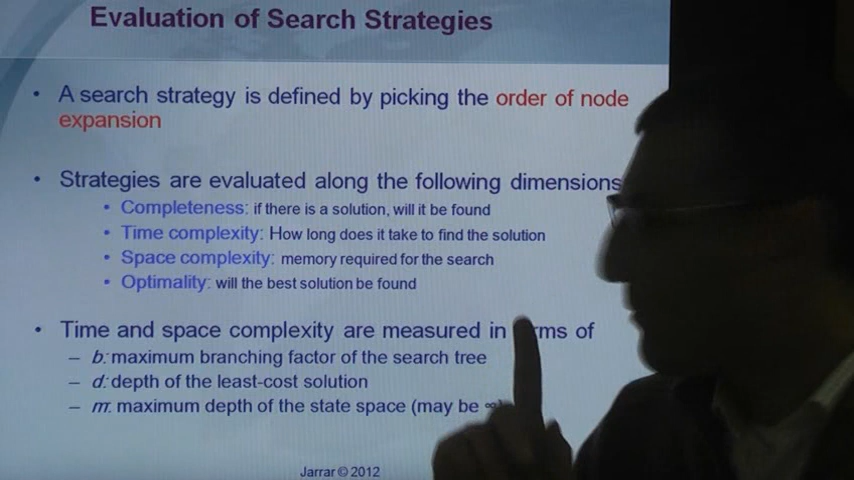 Evaluation of Search Strategies
• A search strategy is defined by picking the order of node
expansion
• Strategies are evaluated along the following dimensions
• Completeness: if there is a solution, will it be found
• Time complexity: How long does it take to find the solution
• Space complexity: memory required for the search
• Optimality: will the best solution be found
• Time and space complexity are measured in of
– b: maximum branching factor of the search tree
– d: depth of the least-cost solution
– m: maximum depth of the state space (may be ∞)
Jarrar © 2012